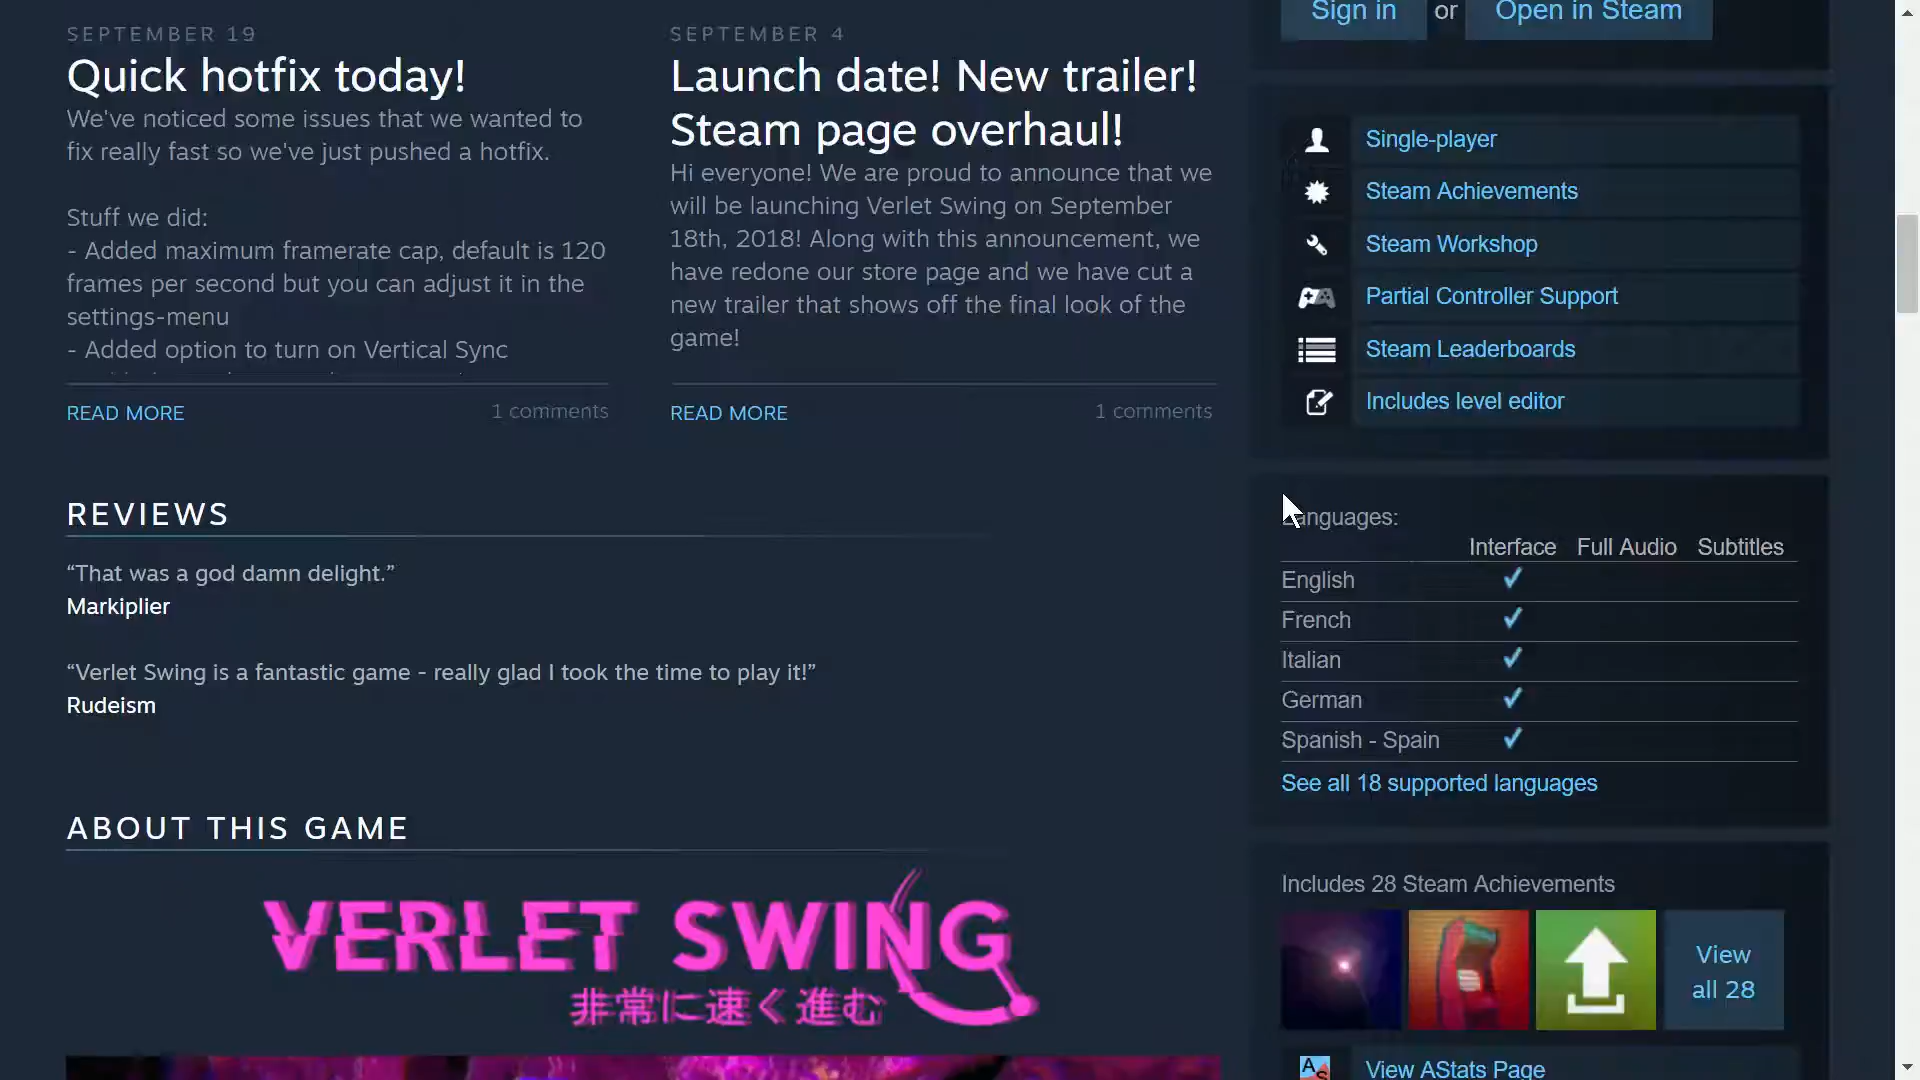 SEPTEMBER 19
Quick hotfix today!
We've noticed some issues that we wanted to
fix really fast so we've just pushed a hotfix.
Stuff we did:
- Added maximum framerate cap, default is 120
frames per second but you can adjust it in the
settings-menu
- Added option to turn on Vertical Sync
READ MORE
1 comments
SEPTEMBER 4
Launch date! New trailer!
Steam page overhaul!
Hi everyone! We are proud to announce that we
will be launching Verlet Swing on September
18th, 2018! Along with this announcement, we
have redone our store page and we have cut a
new trailer that shows off the final look of the
game!
READ MORE
1 comments
REVIEWS
“That was a god damn delight.”
Markiplier
“Verlet Swing is a fantastic game - really glad I took the time to play it!”
Rudeism
ABOUT THIS GAME
VERLET SWING
非常に速く進む
Sign in or Open in Steam
Single-player
Steam Achievements
Steam Workshop
Partial Controller Support
Steam Leaderboards
Includes level editor
Languages:
Interface Full Audio Subtitles
English
French
Italian
German
Spanish - Spain
See all 18 supported languages
Includes 28 Steam Achievements
View
all 28
View AStats Page